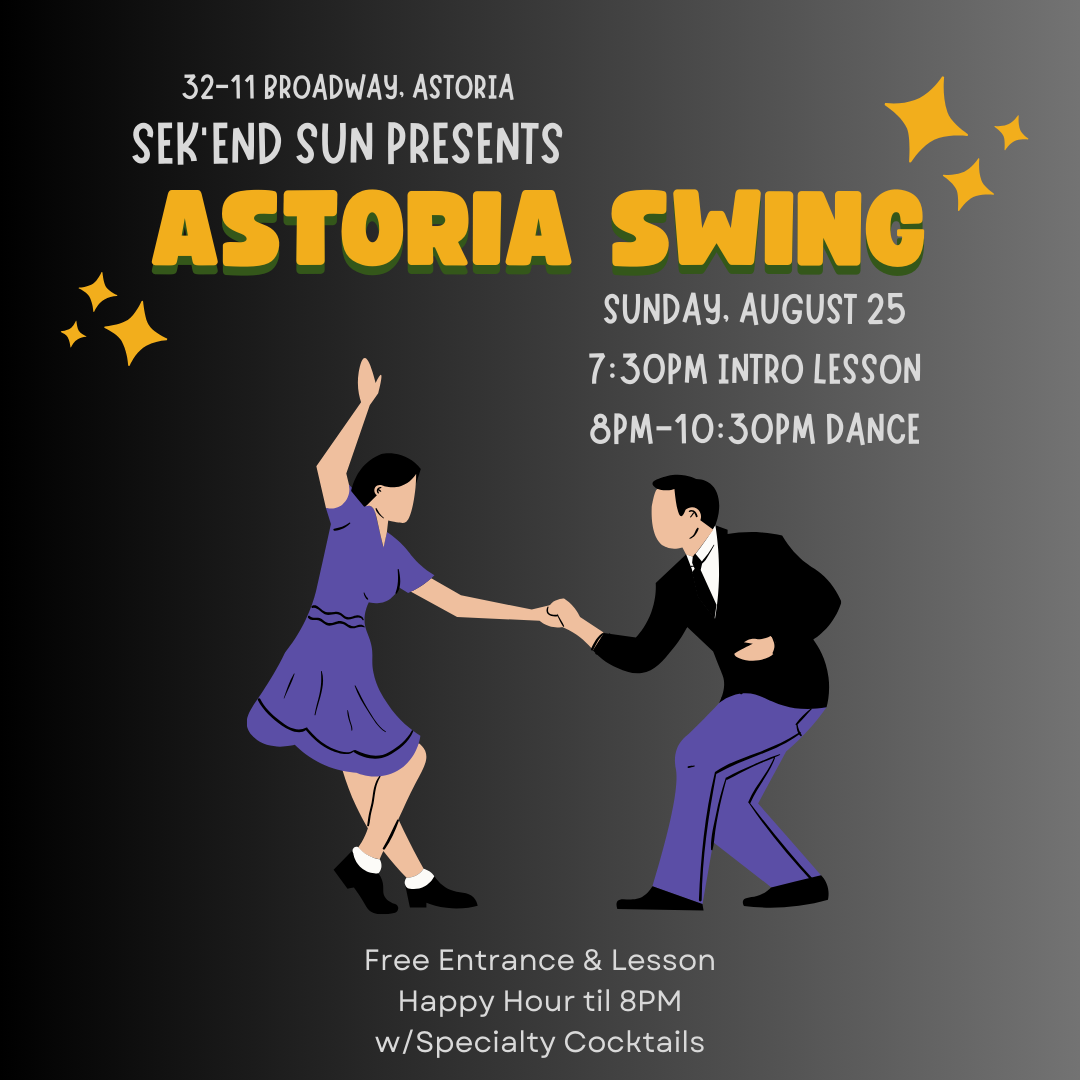 32-11 BROADWAY, ASTORIA
SEK'END SUN PRESENTS
ASTORIA SWING
SUNDAY, AUGUST 25
7:30PM INTRO LESSON
8PM-10:30PM DANCE
Free Entrance & Lesson
Happy Hour til 8PM
w/Specialty Cocktails